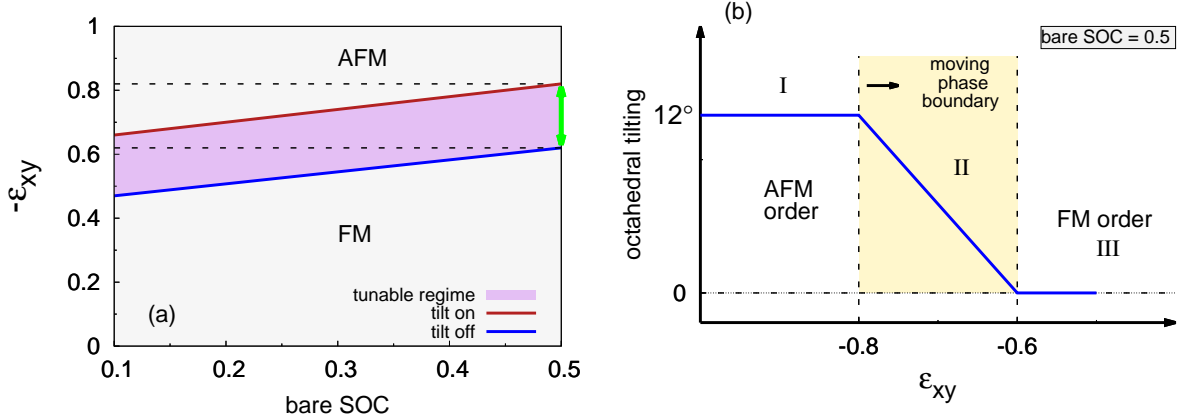 1
0.8
0.6
0.4
0.2
0
-εxy
AFM
FM
(a)
tunable regime
tilt on
tilt off
0.1 0.2 0.3 0.4 0.5
bare SOC
(b)
bare SOC = 0.5
octahedral tilting
12°
0
I
moving
phase
boundary
II
AFM
order
FM order
III
-0.8 -0.6
εxy